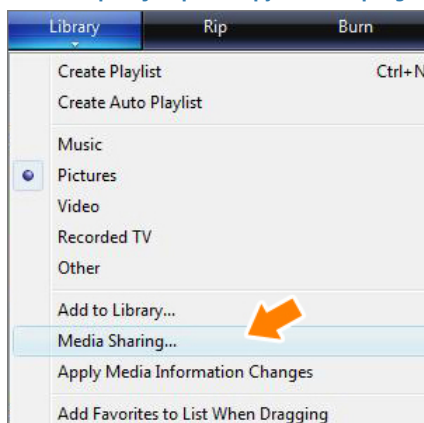 Library Rip Burn
Create Playlist Ctrl+N
Create Auto Playlist
Music
Pictures
Video
Recorded TV
Other
Add to Library...
Media Sharing...
Apply Media Information Changes
Add Favorites to List When Dragging